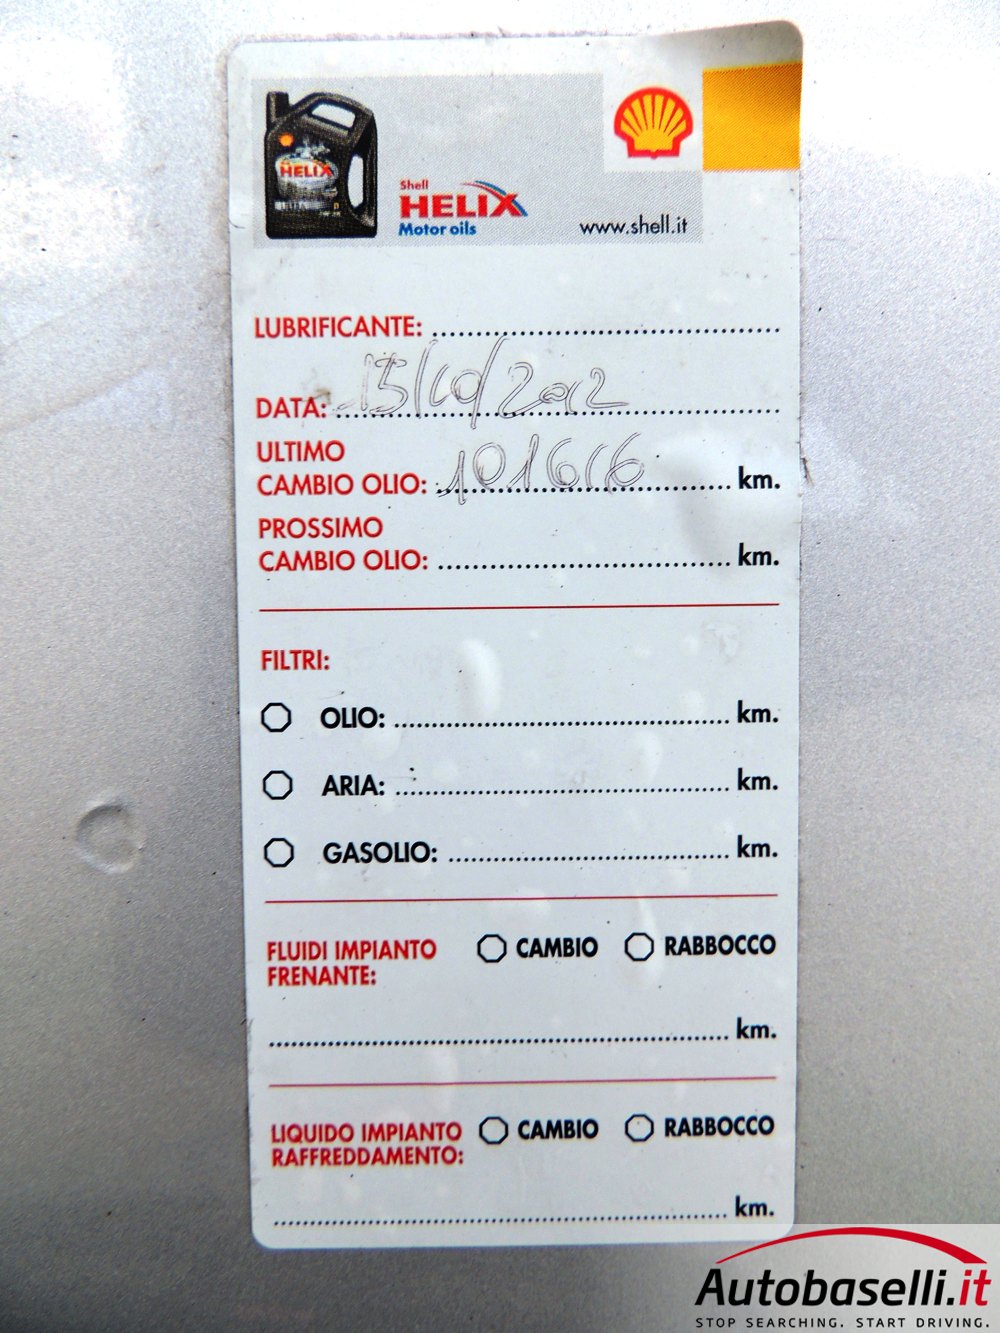 HELIX
Shell
HELIX
Motor oils
www.shell.it
LUBRIFICANTE: ....................
DATA: 15/10/2012
ULTIMO
CAMBIO OLIO: 101616 km.
PROSSIMO
CAMBIO OLIO: .................... km.
FILTRI:
OLIO: .................... km.
ARIA: .................... km.
GASOLIO: .................... km.
FLUIDI IMPIANTO CAMBIO RABBOCCO
FRENANTE:
.................... km.
LIQUIDO IMPIANTO CAMBIO RABBOCCO
RAFFREDDAMENTO:
.................... km.
Autobaselli.it
STOP SEARCHING. START DRIVING.